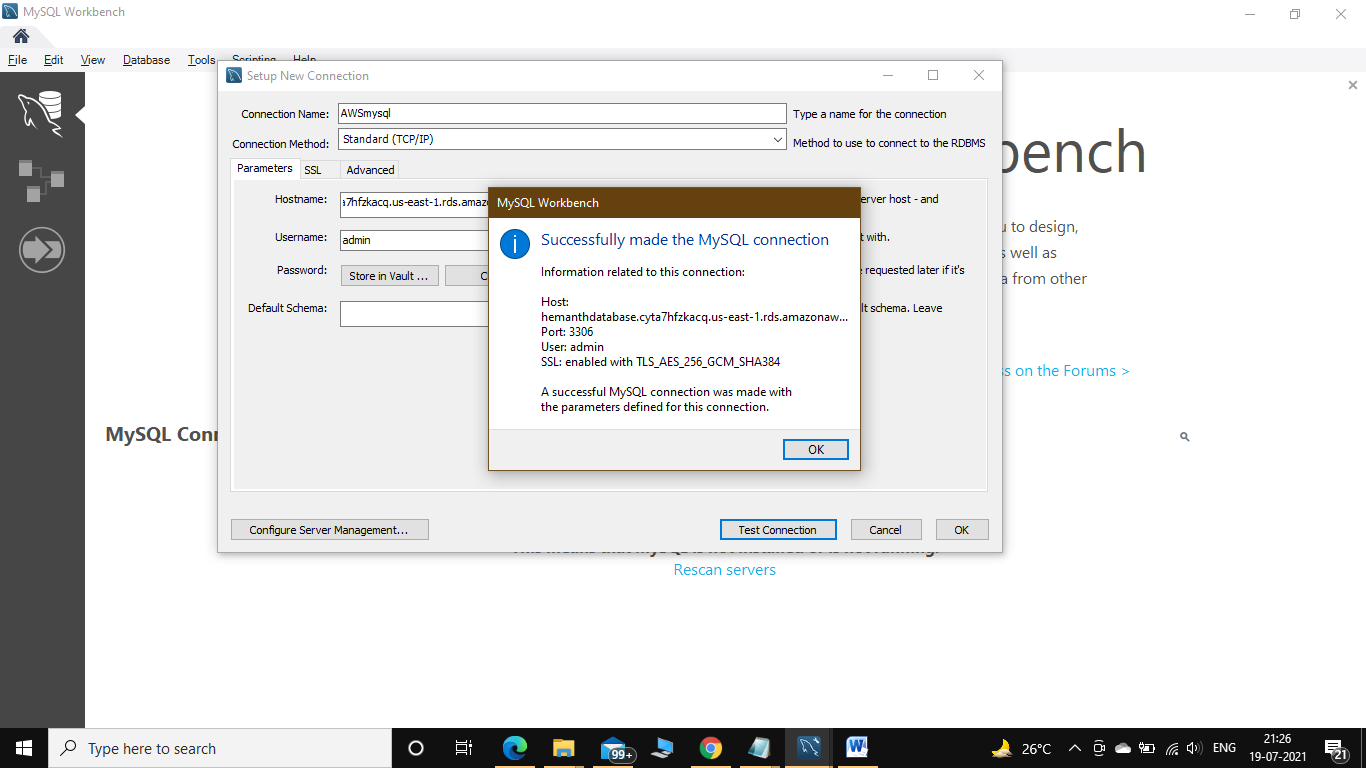 MySQL Workbench
File Edit View Database Tools Scripting Help
Setup New Connection
Connection Name: AWSmysql Type a name for the connection
Connection Method: Standard (TCP/IP) Method to use to connect to the RDBMS
Parameters SSL Advanced
Hostname: a7hfzkacq.us-east-1.rds.amazo erver host - and
Username: admin t with.
Password: Store in Vault ... C requested later if it's
Default Schema: lt schema. Leave
MySQL Workbench
Successfully made the MySQL connection
Information related to this connection:
Host:
hemanthdatabase.cyta7hfzkacq.us-east-1.rds.amazonaw...
Port: 3306
User: admin
SSL: enabled with TLS_AES_256_GCM_SHA384
A successful MySQL connection was made with
the parameters defined for this connection.
OK
Configure Server Management... Test Connection Cancel OK
bench
u to design,
s well as
a from other
ss on the Forums >
MySQL Conn
Rescan servers
Type here to search
99+
26°C ENG 21:26
19-07-2021
21